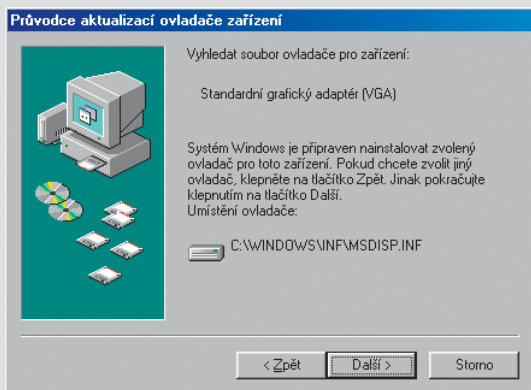 Průvodce aktualizací ovladače zařízení
Vyhledat soubor ovladače pro zařízení:
Standardní grafický adaptér (VGA)
Systém Windows je připraven nainstalovat zvolený
ovladač pro toto zařízení. Pokud chcete zvolit jiný
ovladač, klepněte na tlačítko Zpět. Jinak pokračujte
klepnutím na tlačítko Další.
Umístění ovladače:
C:\WINDOWS\INF\MSDISP.INF
< Zpět
Další >
Storno